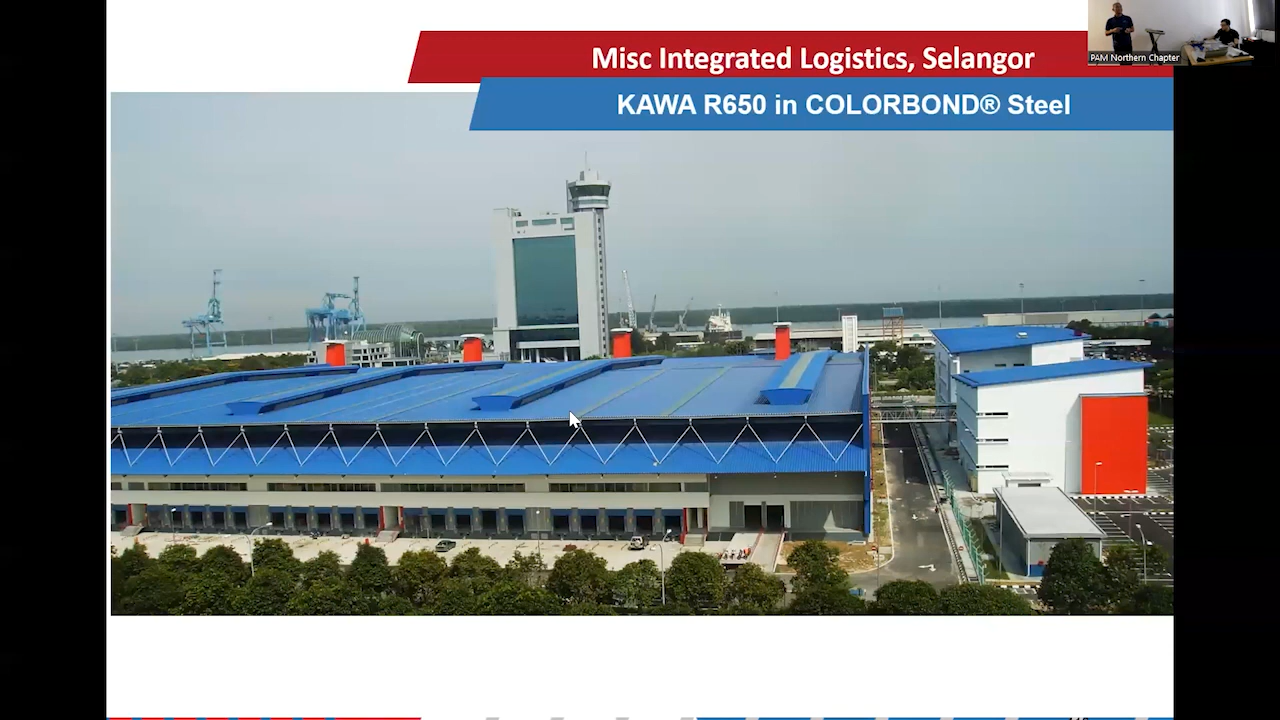 Misc Integrated Logistics, Selangor
PAM Northern Chapter
KAWA R650 in COLORBOND® Steel